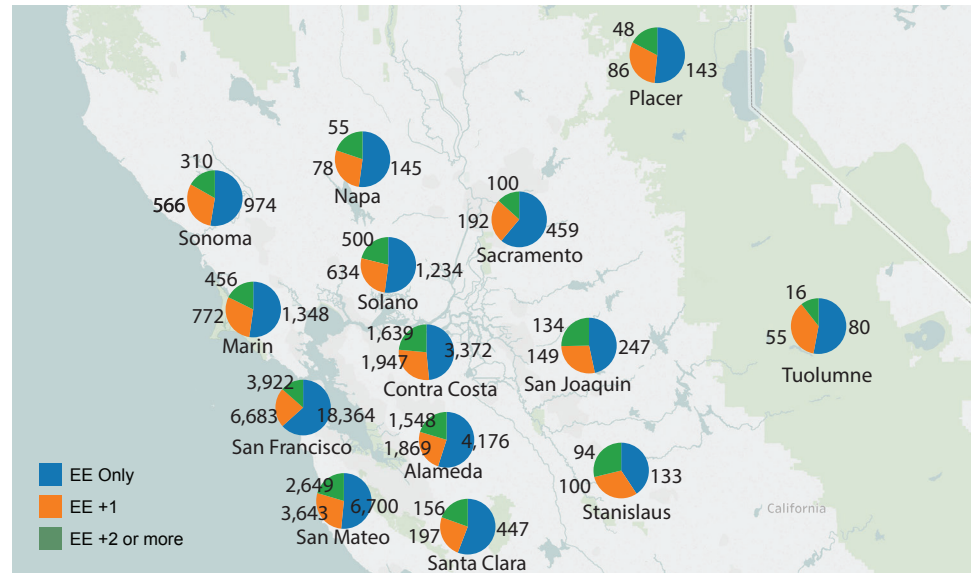 48
86
143
Placer
55
78
145
Napa
310
566
974
Sonoma
100
192
459
Sacramento
500
634
1,234
Solano
456
772
1,348
Marin
16
55
80
Tuolumne
134
149
247
San Joaquin
1,639
1,947
3,372
Contra Costa
3,922
6,683
18,364
San Francisco
1,548
1,869
4,176
Alameda
94
100
133
Stanislaus
2,649
3,643
6,700
San Mateo
156
197
447
Santa Clara
EE Only
EE +1
EE +2 or more
California